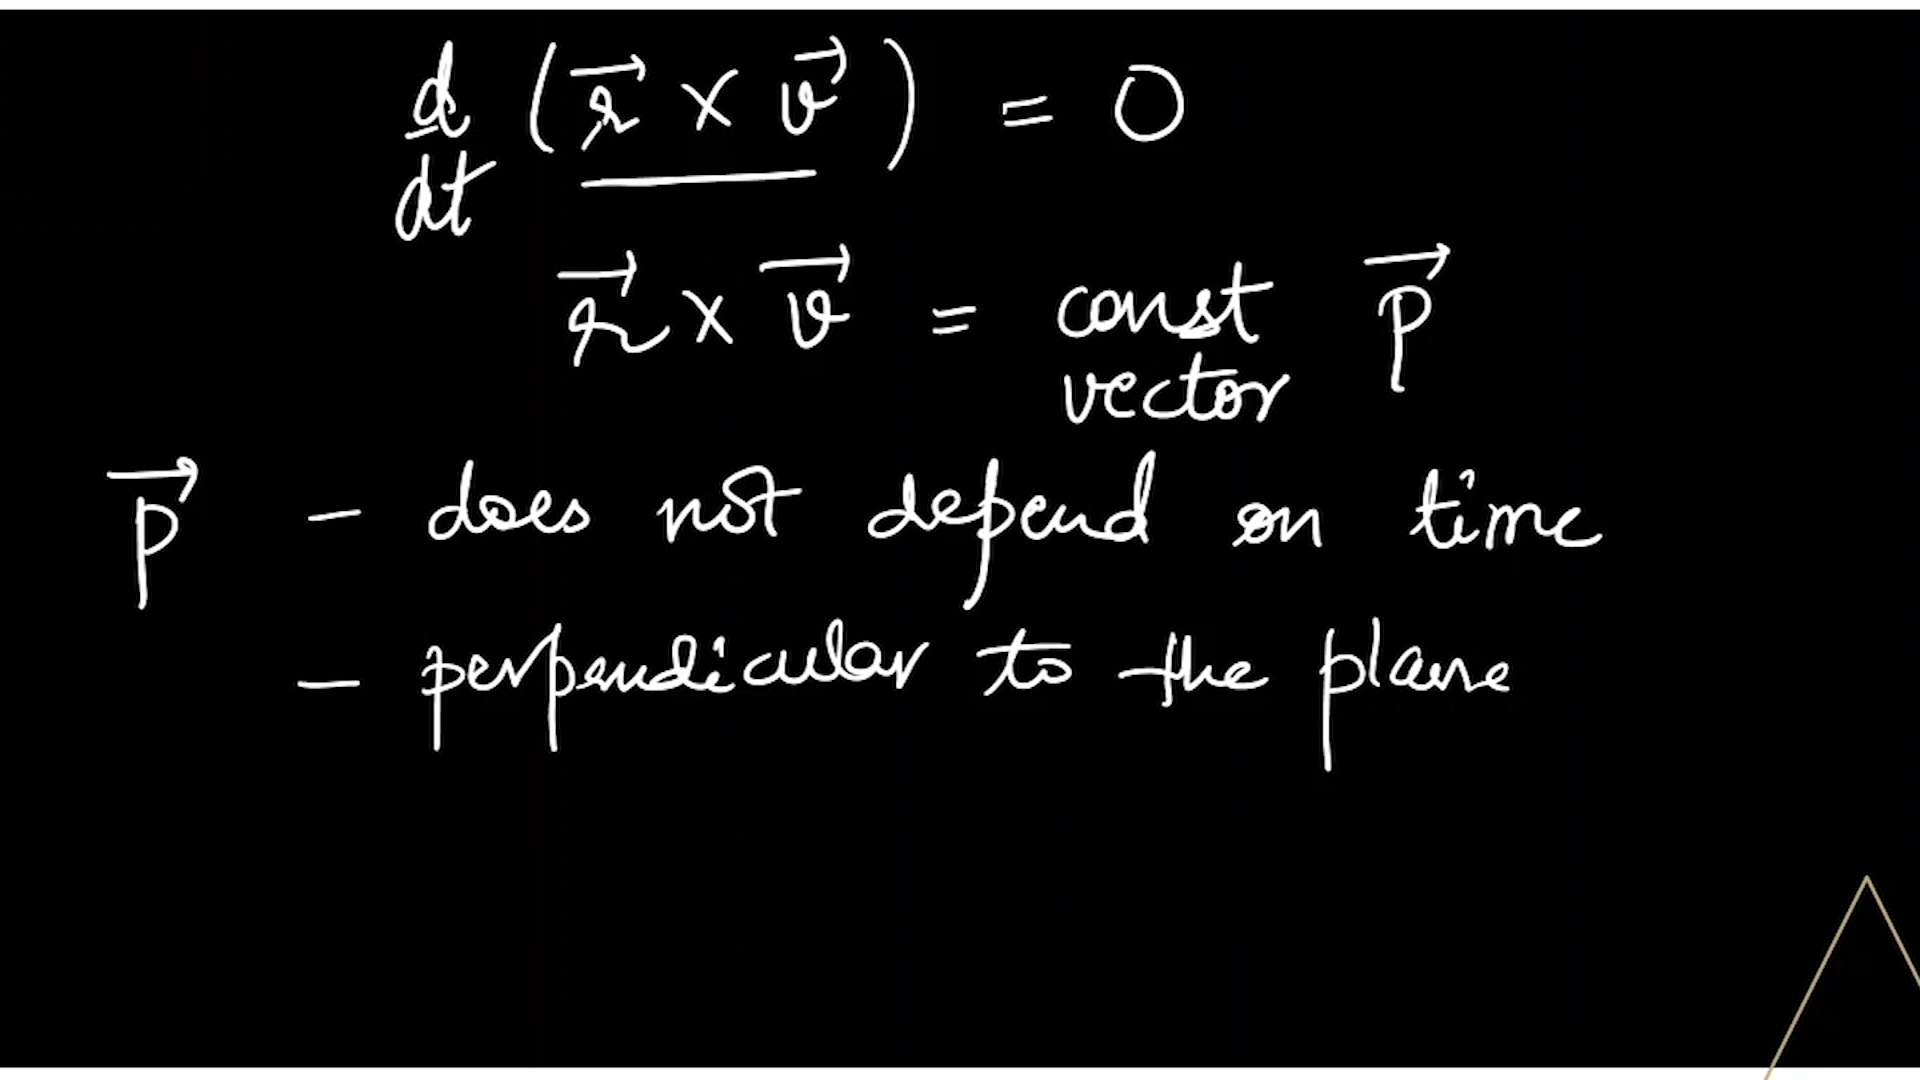 d/dt (r⃗ × v⃗) = 0
r⃗ × v⃗ = const vector p⃗
p⃗ - does not depend on time
- perpendicular to the plane